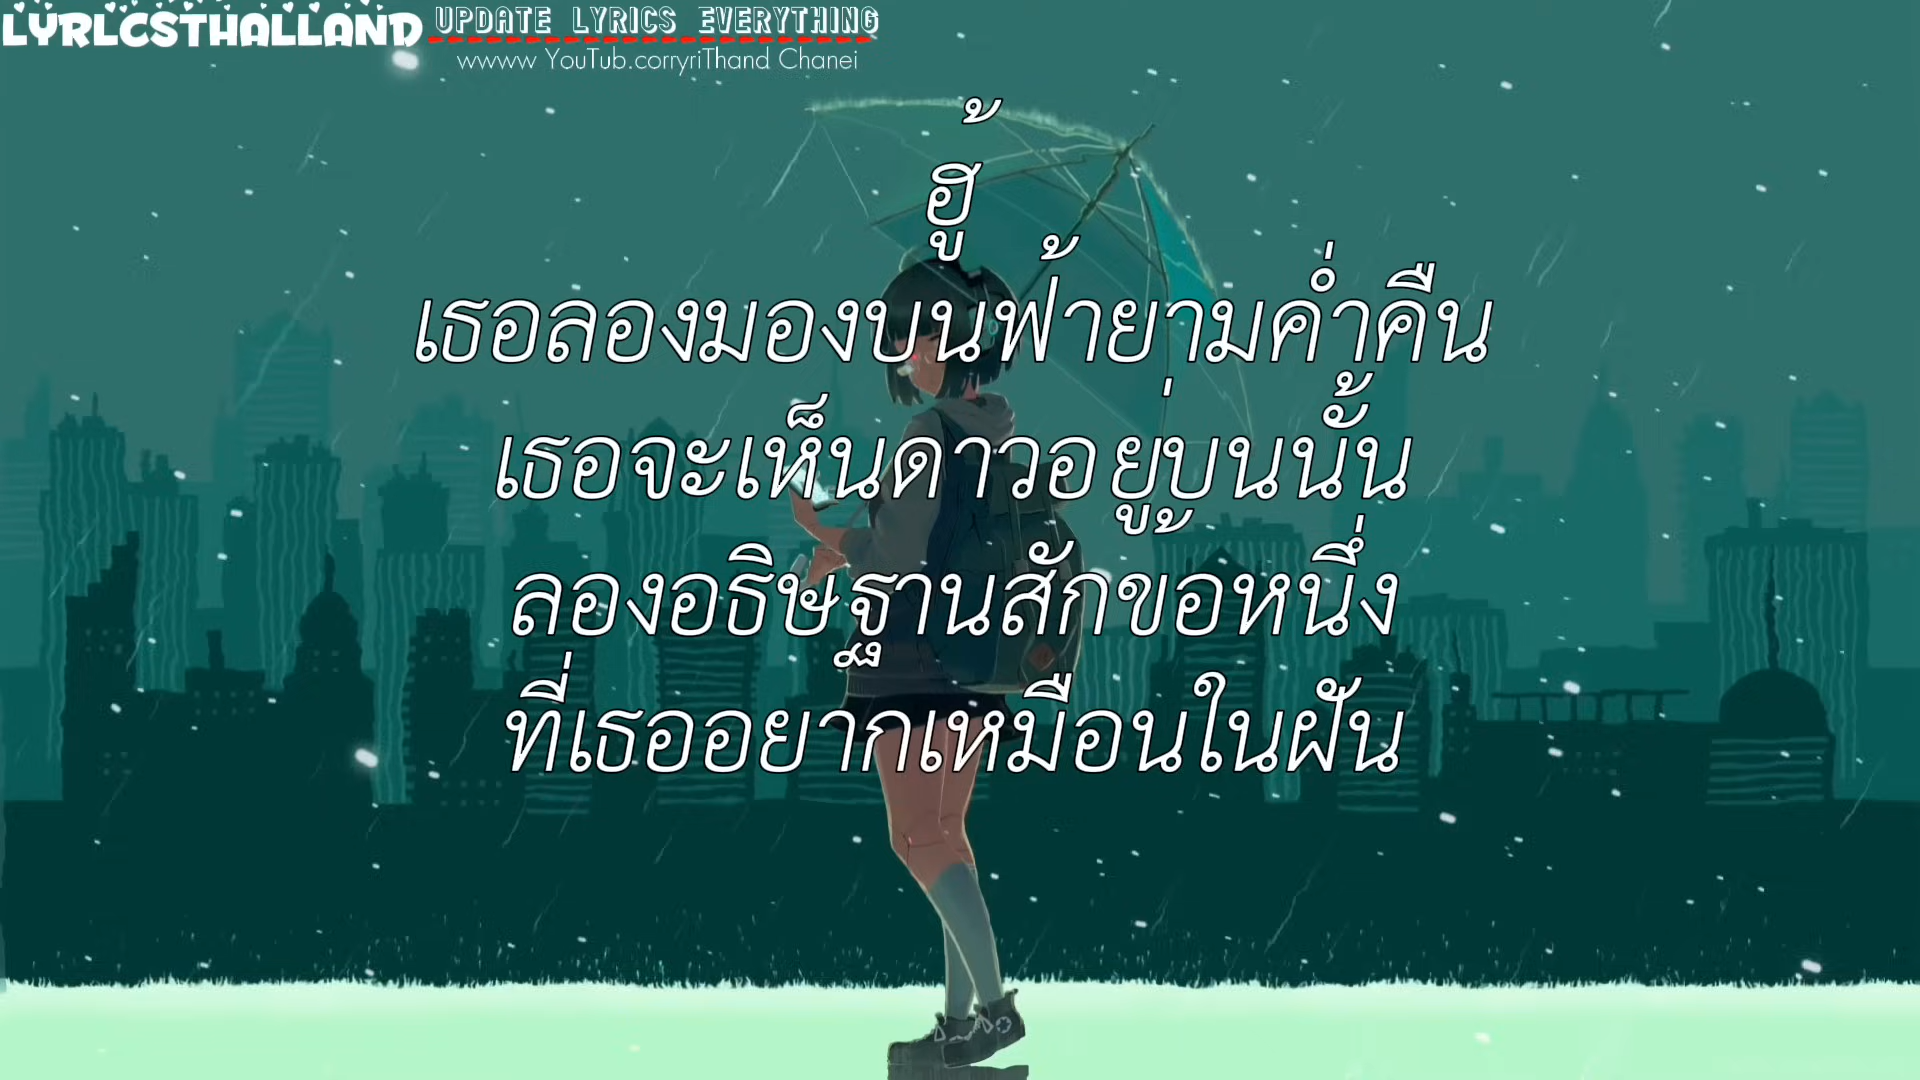 LYRLCSTHALLAND
UPDATE LYRICS EVERYTHING
wwww YouTub.corryriThand Chanei
ฮู้
เธอลองมองบนฟ้ายามค่ำคืน
เธอจะเห็นดาวอยู่บนนั้น
ลองอธิษฐานสักข้อหนึ่ง
ที่เธออยากเหมือนในฝัน